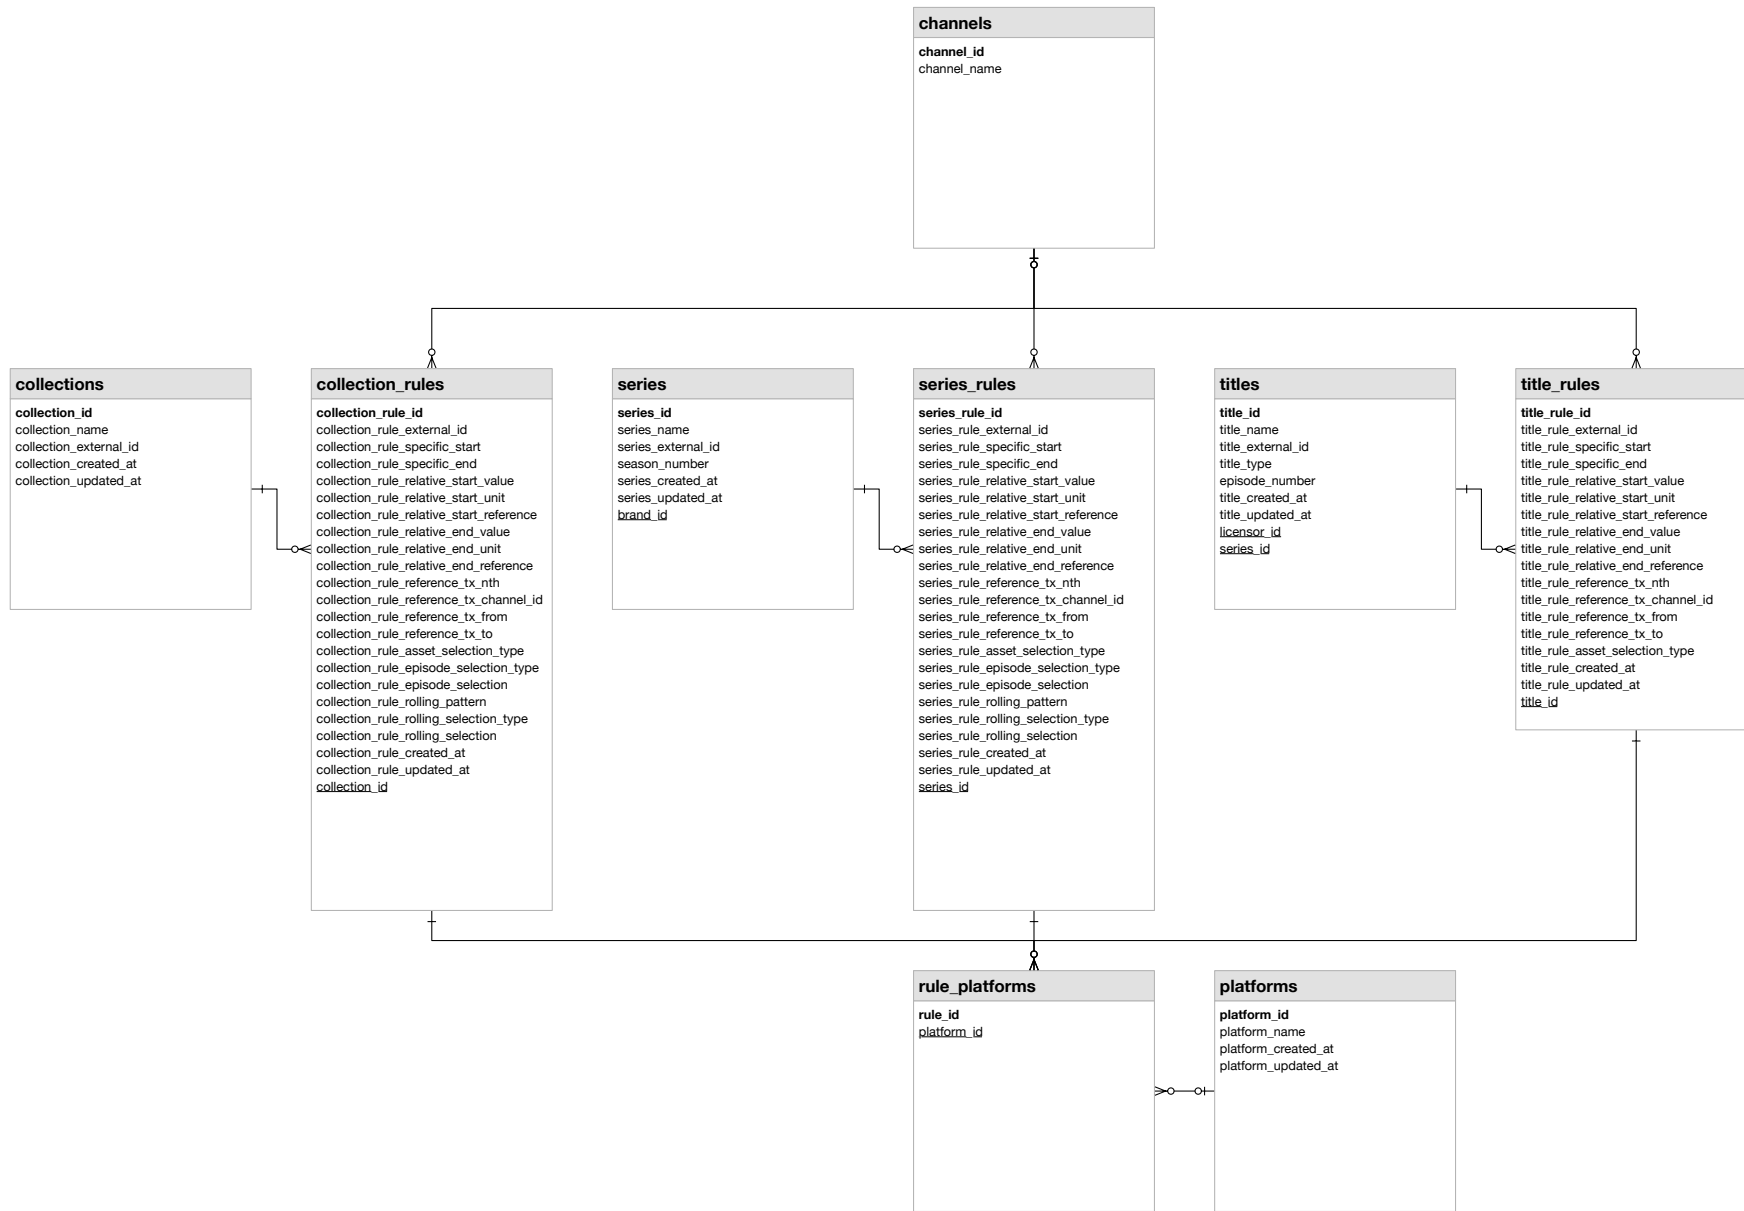 channels
channel_id
channel_name
collections
collection_id
collection_name
collection_external_id
collection_created_at
collection_updated_at
collection_rules
collection_rule_id
collection_rule_external_id
collection_rule_specific_start
collection_rule_specific_end
collection_rule_relative_start_value
collection_rule_relative_start_unit
collection_rule_relative_start_reference
collection_rule_relative_end_value
collection_rule_relative_end_unit
collection_rule_relative_end_reference
collection_rule_reference_tx_nth
collection_rule_reference_tx_channel_id
collection_rule_reference_tx_from
collection_rule_reference_tx_to
collection_rule_asset_selection_type
collection_rule_episode_selection_type
collection_rule_episode_selection
collection_rule_rolling_pattern
collection_rule_rolling_selection_type
collection_rule_rolling_selection
collection_rule_created_at
collection_rule_updated_at
collection_id
series
series_id
series_name
series_external_id
season_number
series_created_at
series_updated_at
brand_id
series_rules
series_rule_id
series_rule_external_id
series_rule_specific_start
series_rule_specific_end
series_rule_relative_start_value
series_rule_relative_start_unit
series_rule_relative_start_reference
series_rule_relative_end_value
series_rule_relative_end_unit
series_rule_relative_end_reference
series_rule_reference_tx_nth
series_rule_reference_tx_channel_id
series_rule_reference_tx_from
series_rule_reference_tx_to
series_rule_asset_selection_type
series_rule_episode_selection_type
series_rule_episode_selection
series_rule_rolling_pattern
series_rule_rolling_selection_type
series_rule_rolling_selection
series_rule_created_at
series_rule_updated_at
series_id
titles
title_id
title_name
title_external_id
title_type
episode_number
title_created_at
title_updated_at
licensor_id
series_id
title_rules
title_rule_id
title_rule_external_id
title_rule_specific_start
title_rule_specific_end
title_rule_relative_start_value
title_rule_relative_start_unit
title_rule_relative_start_reference
title_rule_relative_end_value
title_rule_relative_end_unit
title_rule_relative_end_reference
title_rule_reference_tx_nth
title_rule_reference_tx_channel_id
title_rule_reference_tx_from
title_rule_reference_tx_to
title_rule_asset_selection_type
title_rule_created_at
title_rule_updated_at
title_id
rule_platforms
rule_id
platform_id
platforms
platform_id
platform_name
platform_created_at
platform_updated_at